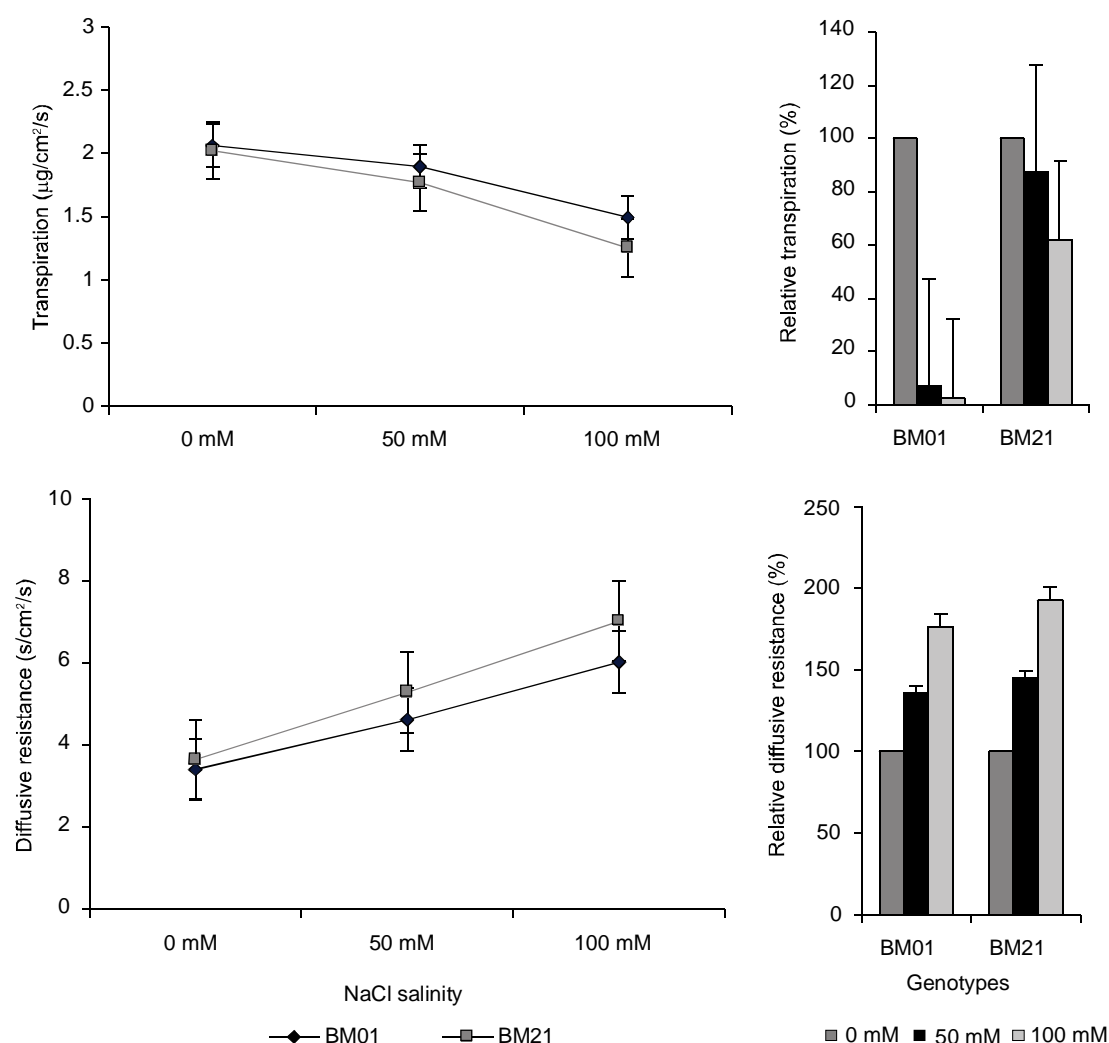 Transpiration (µg/cm²/s)
3
2.5
2
1.5
1
0.5
0
0 mM 50 mM 100 mM
Relative transpiration (%)
140
120
100
80
60
40
20
0
BM01 BM21
Diffusive resistance (s/cm²/s)
10
8
6
4
2
0
0 mM 50 mM 100 mM
NaCl salinity
BM01 BM21
Relative diffusive resistance (%)
250
200
150
100
50
0
BM01 BM21
Genotypes
0 mM 50 mM 100 mM